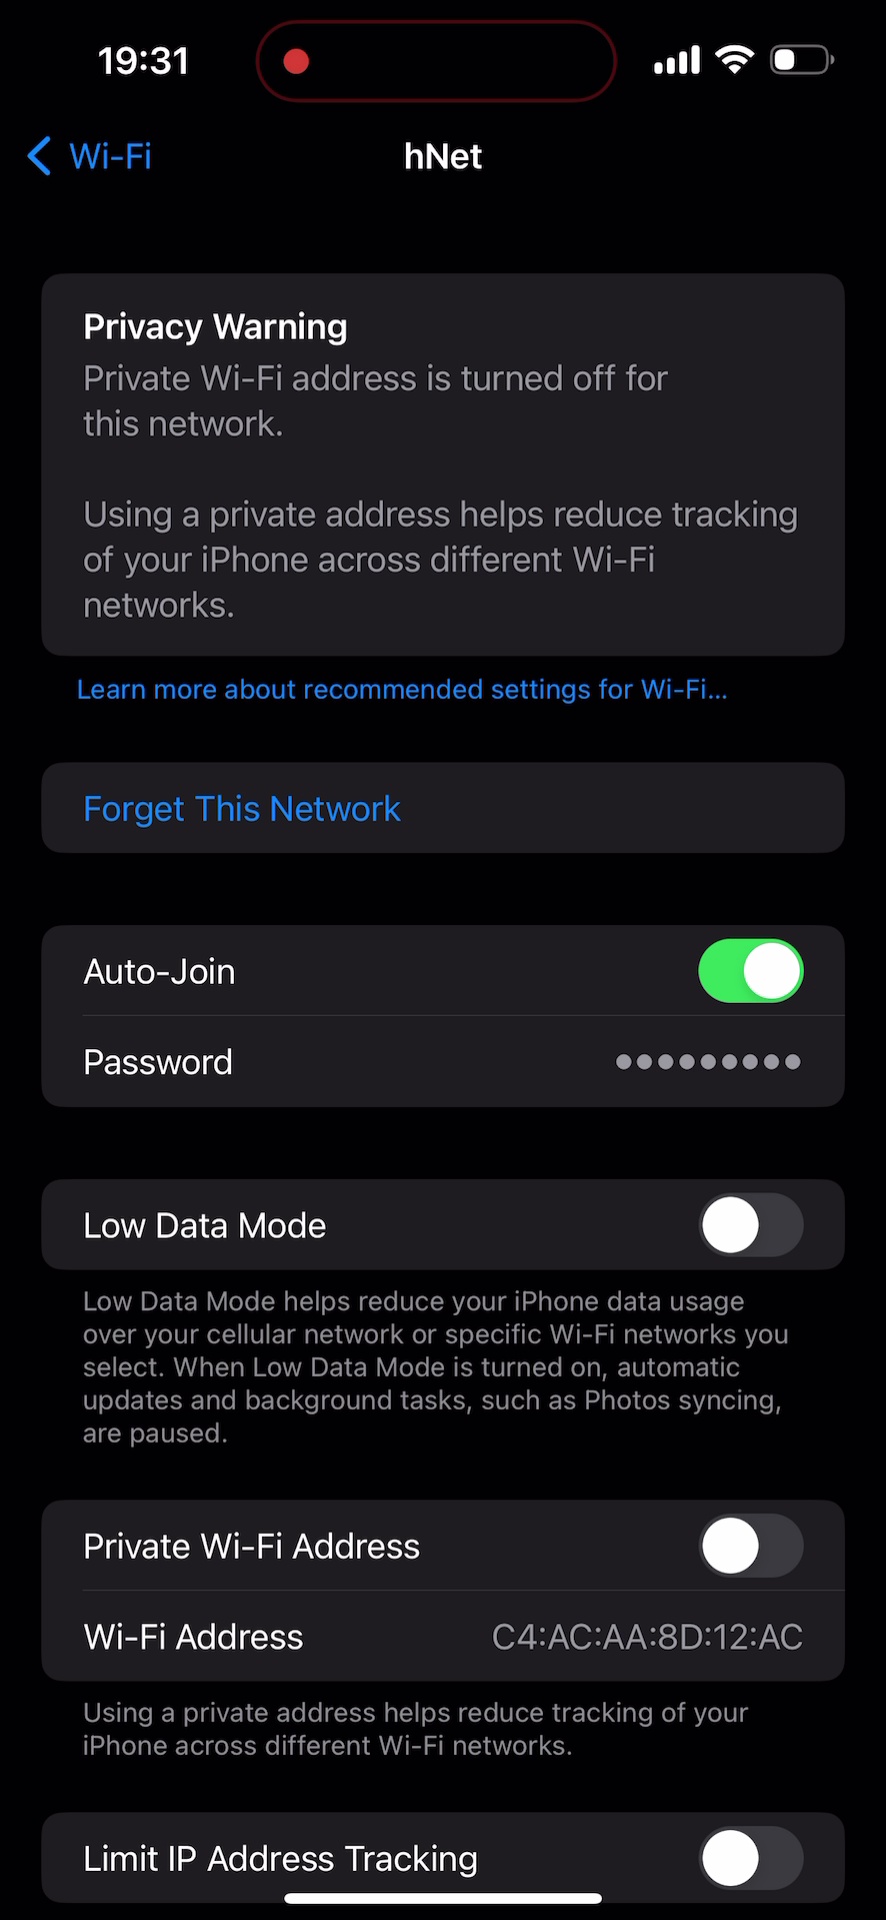 19:31
Wi-Fi
hNet
Privacy Warning
Private Wi-Fi address is turned off for
this network.
Using a private address helps reduce tracking
of your iPhone across different Wi-Fi
networks.
Learn more about recommended settings for Wi-Fi...
Forget This Network
Auto-Join
Password
Low Data Mode
Low Data Mode helps reduce your iPhone data usage
over your cellular network or specific Wi-Fi networks you
select. When Low Data Mode is turned on, automatic
updates and background tasks, such as Photos syncing,
are paused.
Private Wi-Fi Address
Wi-Fi Address C4:AC:AA:8D:12:AC
Using a private address helps reduce tracking of your
iPhone across different Wi-Fi networks.
Limit IP Address Tracking